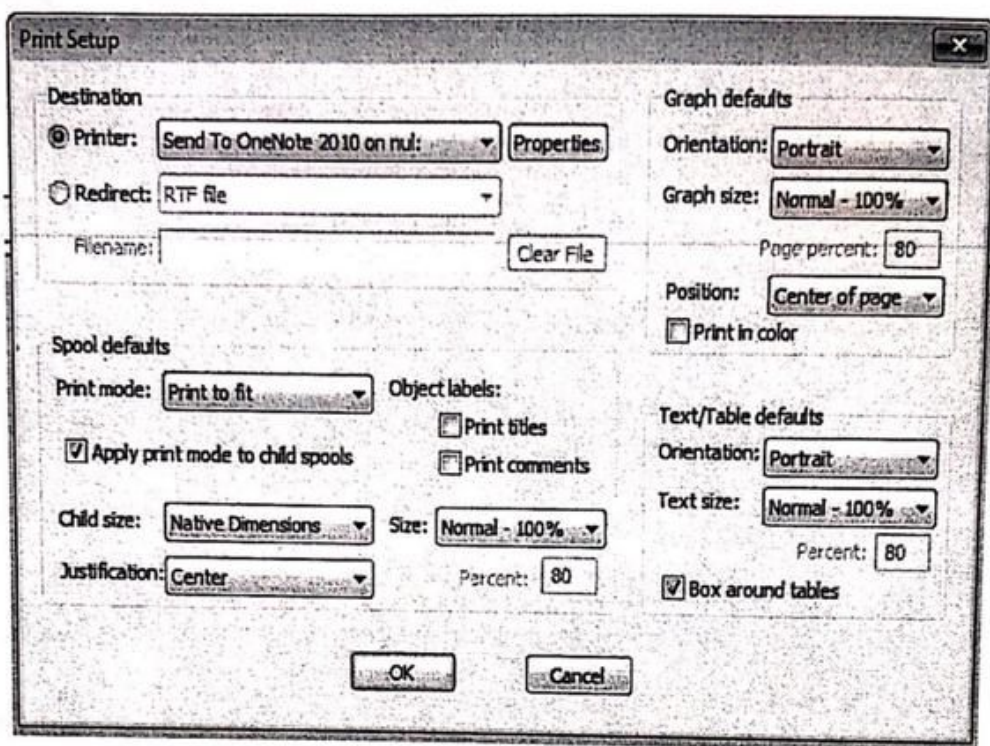 Print Setup
Destination
Printer: Send To OneNote 2010 on nul: Properties
Redirect: RTF file
Filename: Clear File
Spool defaults
Print mode: Print to fit
Object labels:
Print titles
Apply print mode to child spools
Print comments
Child size: Native Dimensions Size: Normal - 100%
Justification: Center Percent: 80
Graph defaults
Orientation: Portrait
Graph size: Normal - 100%
Page percent: 80
Position: Center of page
Print in color
Text/Table defaults
Orientation: Portrait
Text size: Normal - 100%
Percent: 80
Box around tables
OK Cancel